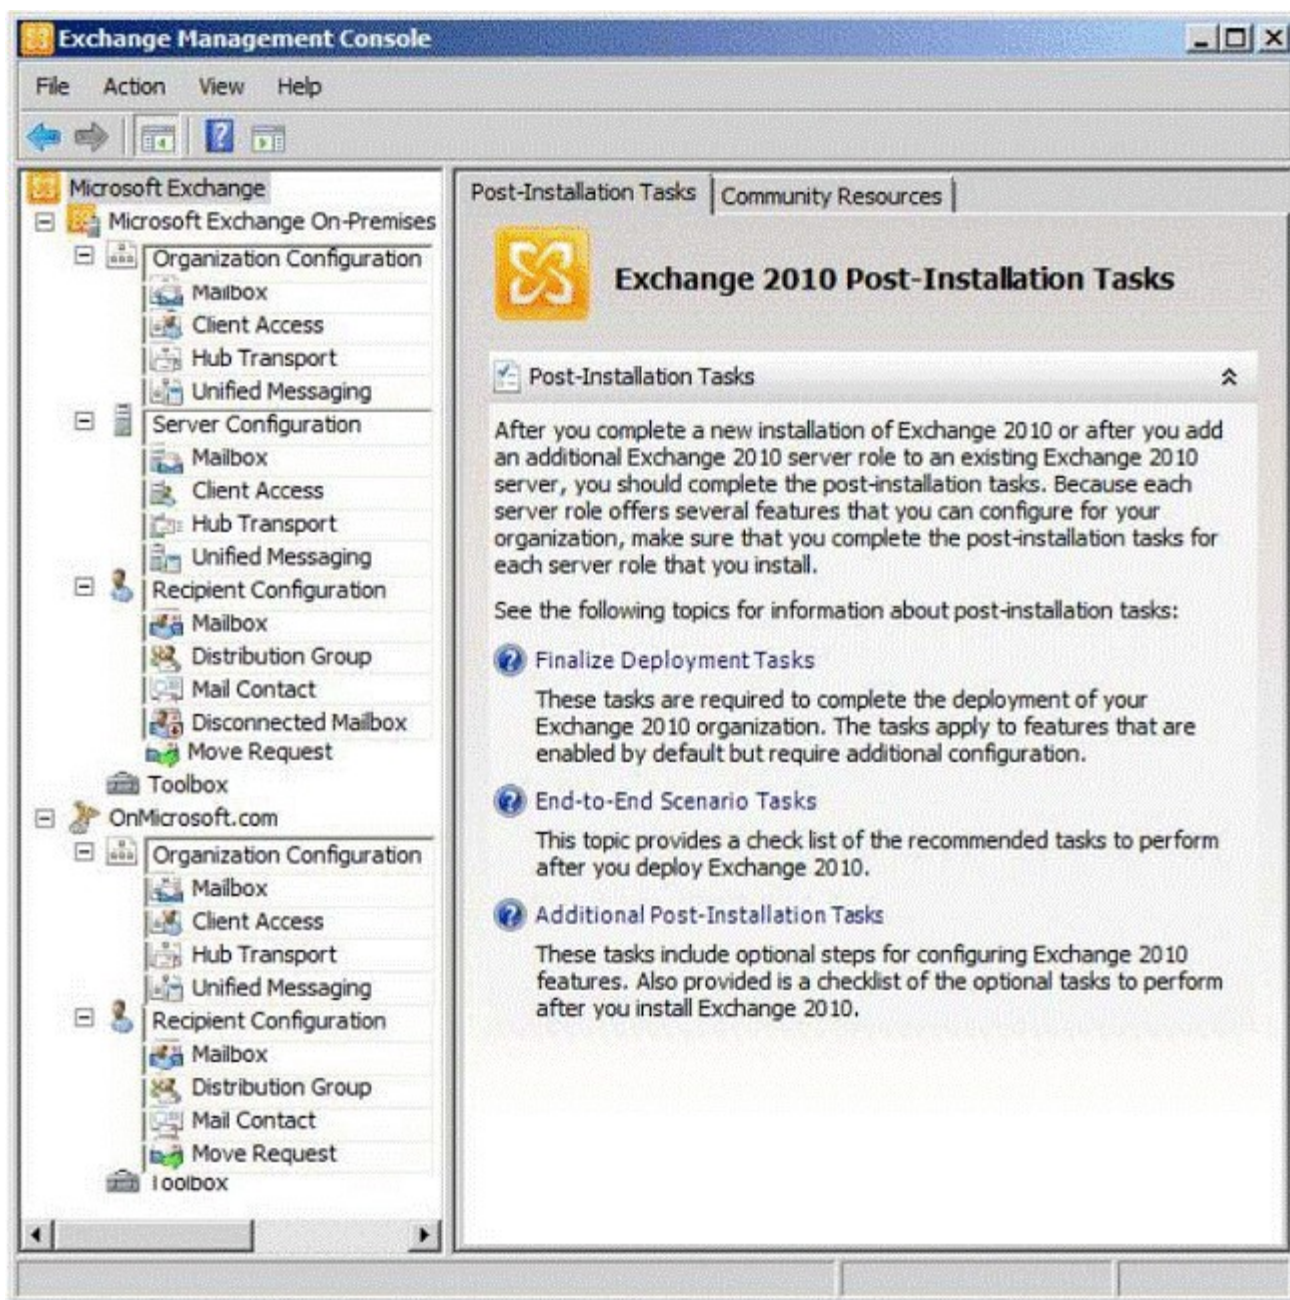 Exchange Management Console
File Action View Help
Microsoft Exchange
Microsoft Exchange On-Premises
Organization Configuration
Mailbox
Client Access
Hub Transport
Unified Messaging
Server Configuration
Mailbox
Client Access
Hub Transport
Unified Messaging
Recipient Configuration
Mailbox
Distribution Group
Mail Contact
Disconnected Mailbox
Move Request
Toolbox
OnMicrosoft.com
Organization Configuration
Mailbox
Client Access
Hub Transport
Unified Messaging
Recipient Configuration
Mailbox
Distribution Group
Mail Contact
Move Request
Toolbox
Post-Installation Tasks
Community Resources
Exchange 2010 Post-Installation Tasks
Post-Installation Tasks
After you complete a new installation of Exchange 2010 or after you add
an additional Exchange 2010 server role to an existing Exchange 2010
server, you should complete the post-installation tasks. Because each
server role offers several features that you can configure for your
organization, make sure that you complete the post-installation tasks for
each server role that you install.
See the following topics for information about post-installation tasks:
Finalize Deployment Tasks
These tasks are required to complete the deployment of your
Exchange 2010 organization. The tasks apply to features that are
enabled by default but require additional configuration.
End-to-End Scenario Tasks
This topic provides a check list of the recommended tasks to perform
after you deploy Exchange 2010.
Additional Post-Installation Tasks
These tasks include optional steps for configuring Exchange 2010
features. Also provided is a checklist of the optional tasks to perform
after you install Exchange 2010.